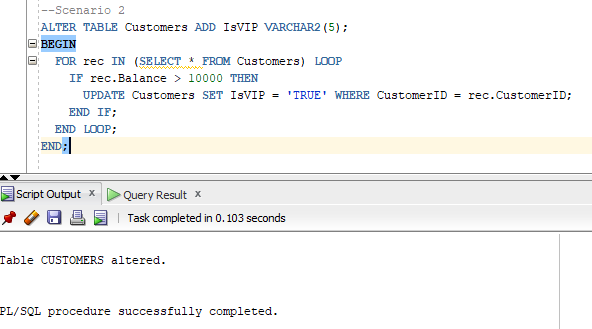 --Scenario 2
ALTER TABLE Customers ADD IsVIP VARCHAR2(5);
BEGIN
FOR rec IN (SELECT * FROM Customers) LOOP
IF rec.Balance > 10000 THEN
UPDATE Customers SET IsVIP = 'TRUE' WHERE CustomerID = rec.CustomerID;
END IF;
END LOOP;
END;
Script Output x Query Result x
Task completed in 0.103 seconds
Table CUSTOMERS altered.
PL/SQL procedure successfully completed.